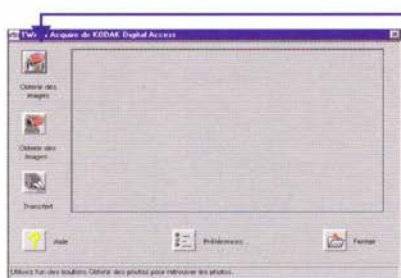 Acquire de KODAK Digital Access
Obtenir des
images
Obtenir des
images
Transfert
Aide
Préférences...
Fermer
Utilisez l'un des boutons Obtenir des photos pour retrouver les photos.